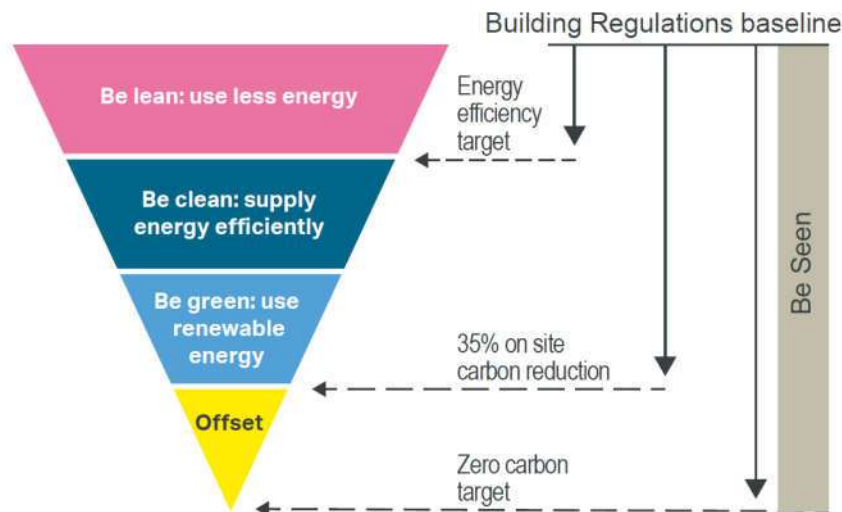 Building Regulations baseline
Be lean: use less energy
Energy
efficiency
target
Be clean: supply
energy efficiently
Be green: use
renewable
energy
35% on site
carbon reduction
Offset
Zero carbon
target
Be Seen